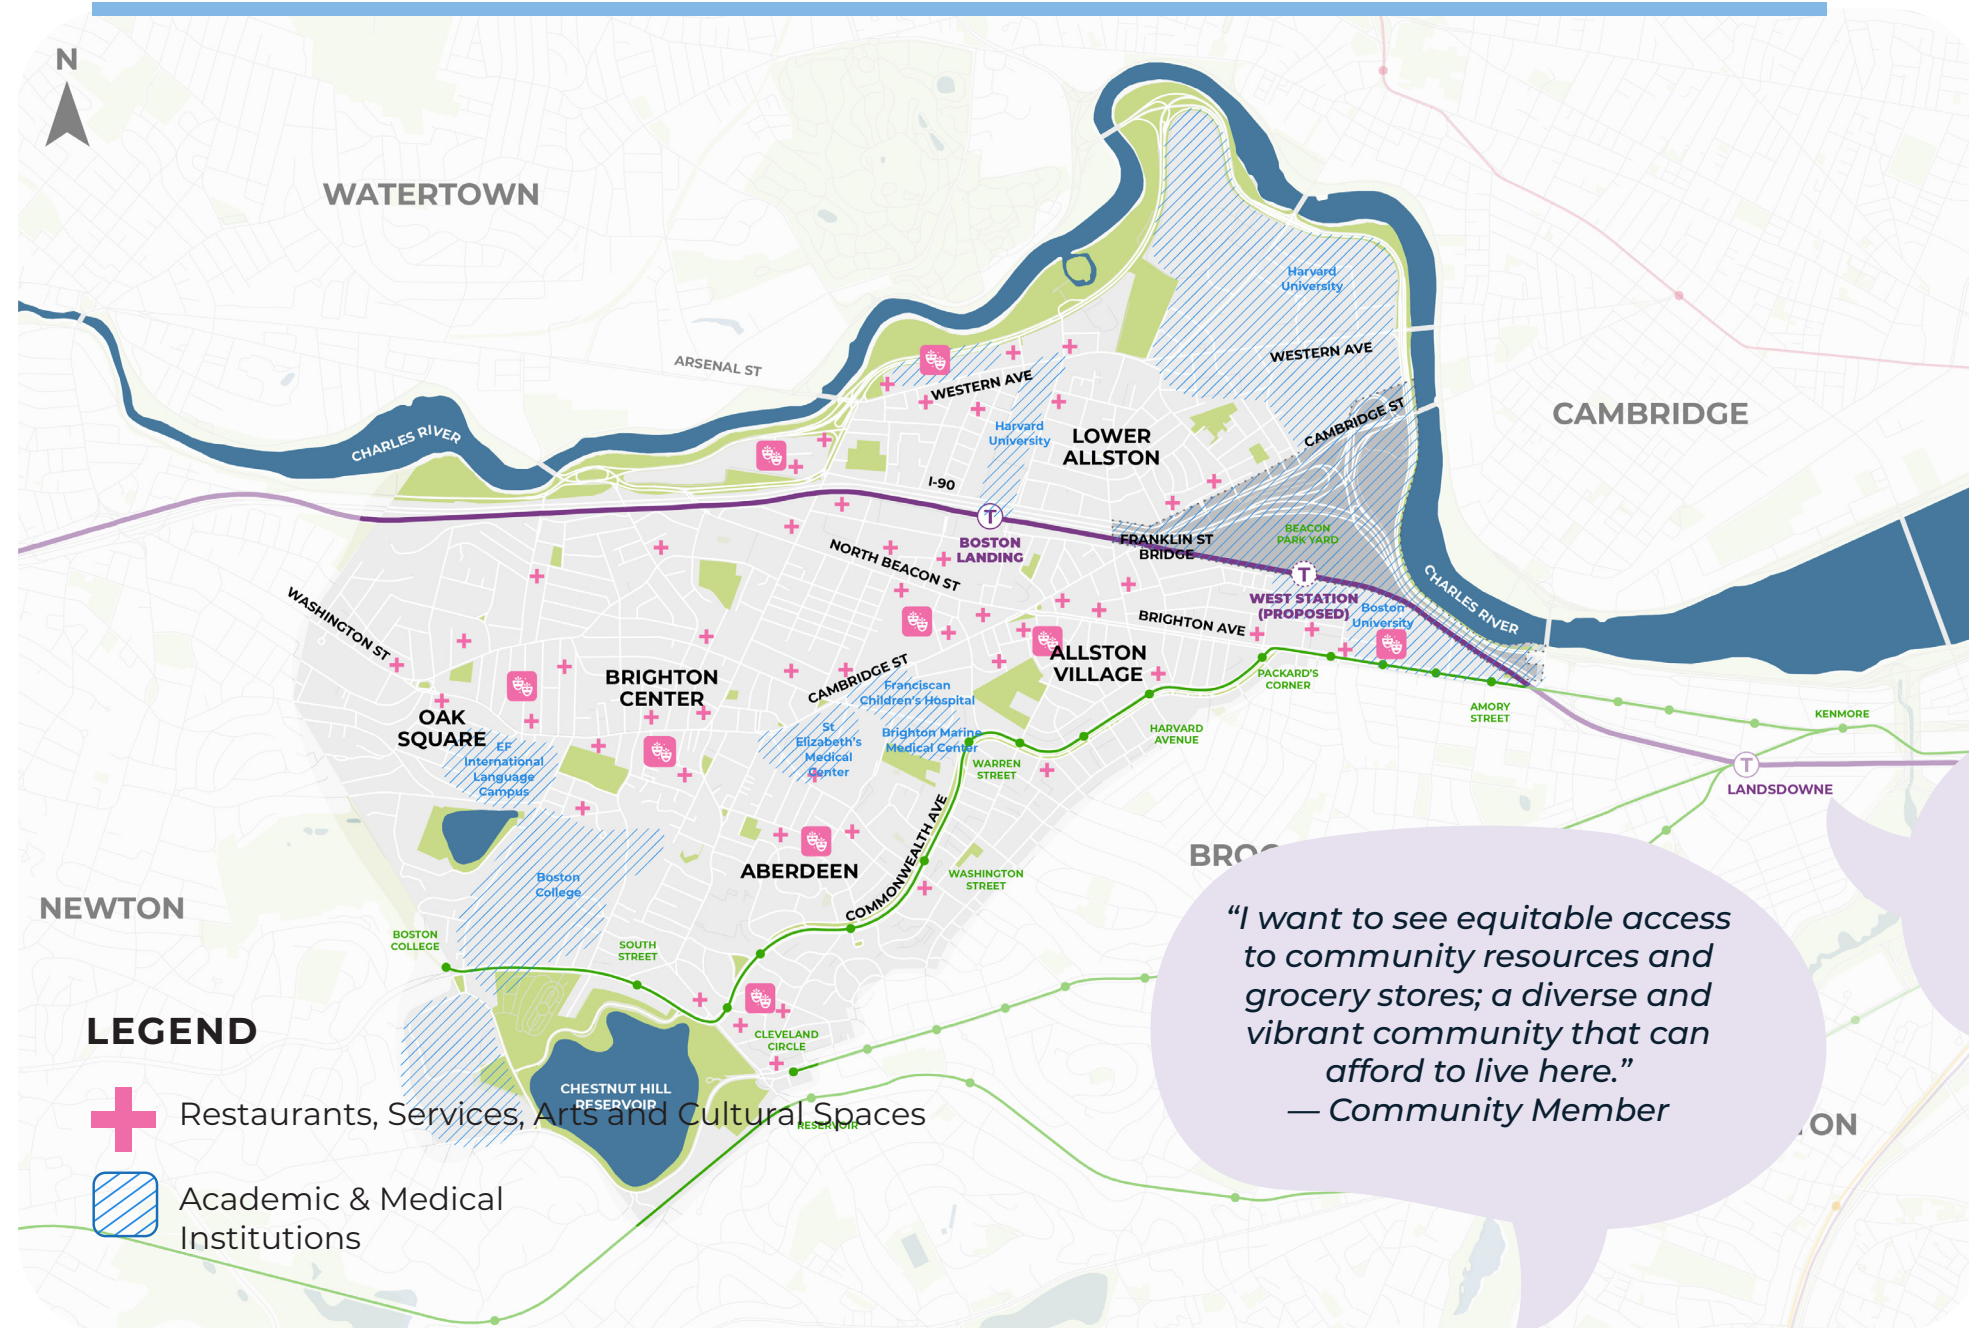 N
WATERTOWN
ARSENAL ST
CHARLES RIVER
Harvard
University
WESTERN AVE
WESTERN AVE
CAMBRIDGE ST
CAMBRIDGE
Harvard
University
LOWER
ALLSTON
I-90
T
BOSTON
LANDING
FRANKLIN ST
BRIDGE
BEACON
PARK YARD
NORTH BEACON ST
T
WEST STATION
(PROPOSED)
CHARLES RIVER
WASHINGTON ST
BRIGHTON AVE
Boston
University
ALLSTON
VILLAGE
BRIGHTON
CENTER
CAMBRIDGE ST
PACKARD'S
CORNER
Franciscan
Children's Hospital
OAK
SQUARE
AMORY
STREET
KENMORE
EF
International
Language
Campus
St
Elizabeth's
Medical
Center
Brighton Marine
Medical Center
HARVARD
AVENUE
WARREN
STREET
T
LANDSDOWNE
COMMONWEALTH AVE
ABERDEEN
WASHINGTON
STREET
BROO
Boston
College
NEWTON
BOSTON
COLLEGE
SOUTH
STREET
“I want to see equitable access
to community resources and
grocery stores; a diverse and
vibrant community that can
afford to live here.”
— Community Member
CLEVELAND
CIRCLE
CHESTNUT HILL
RESERVOIR
RESERVOIR
TON
LEGEND
Restaurants, Services, Arts and Cultural Spaces
Academic & Medical
Institutions